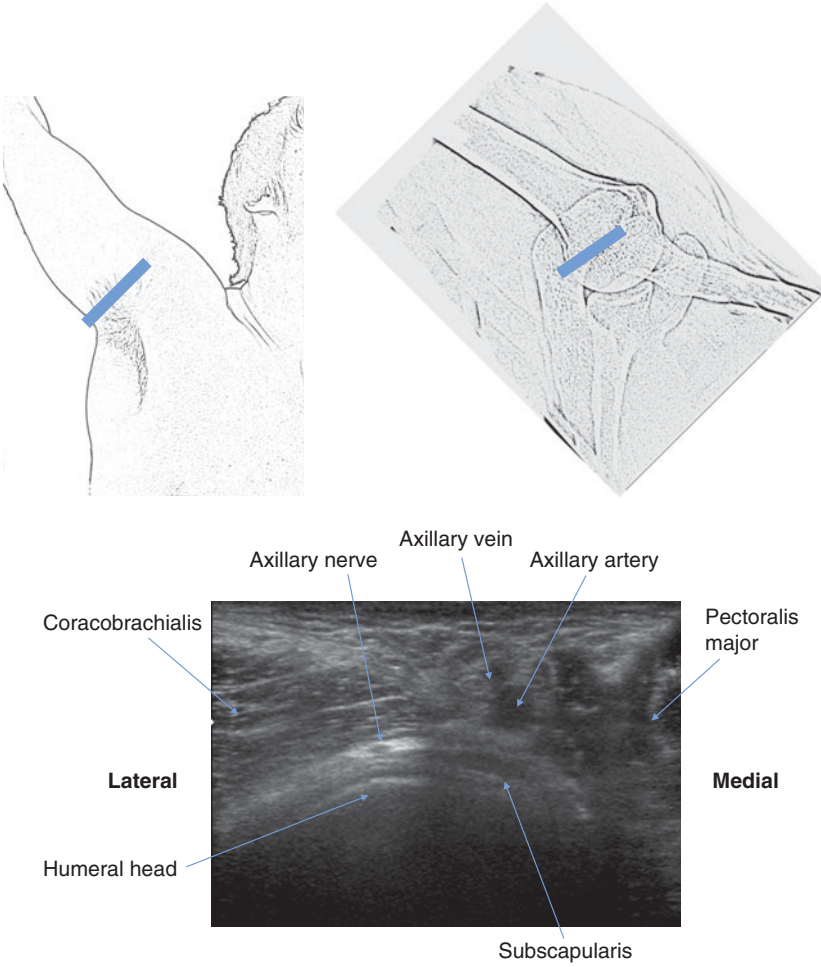 Axillary vein
Axillary nerve
Axillary artery
Coracobrachialis
Pectoralis
major
Lateral
Medial
Humeral head
Subscapularis